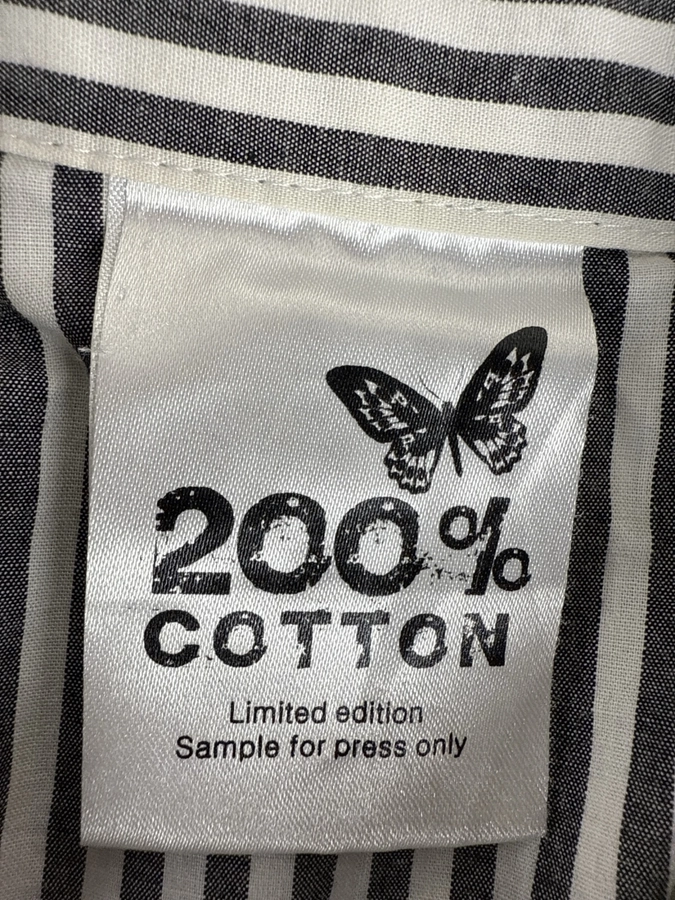 200%
COTTON
Limited edition
Sample for press only